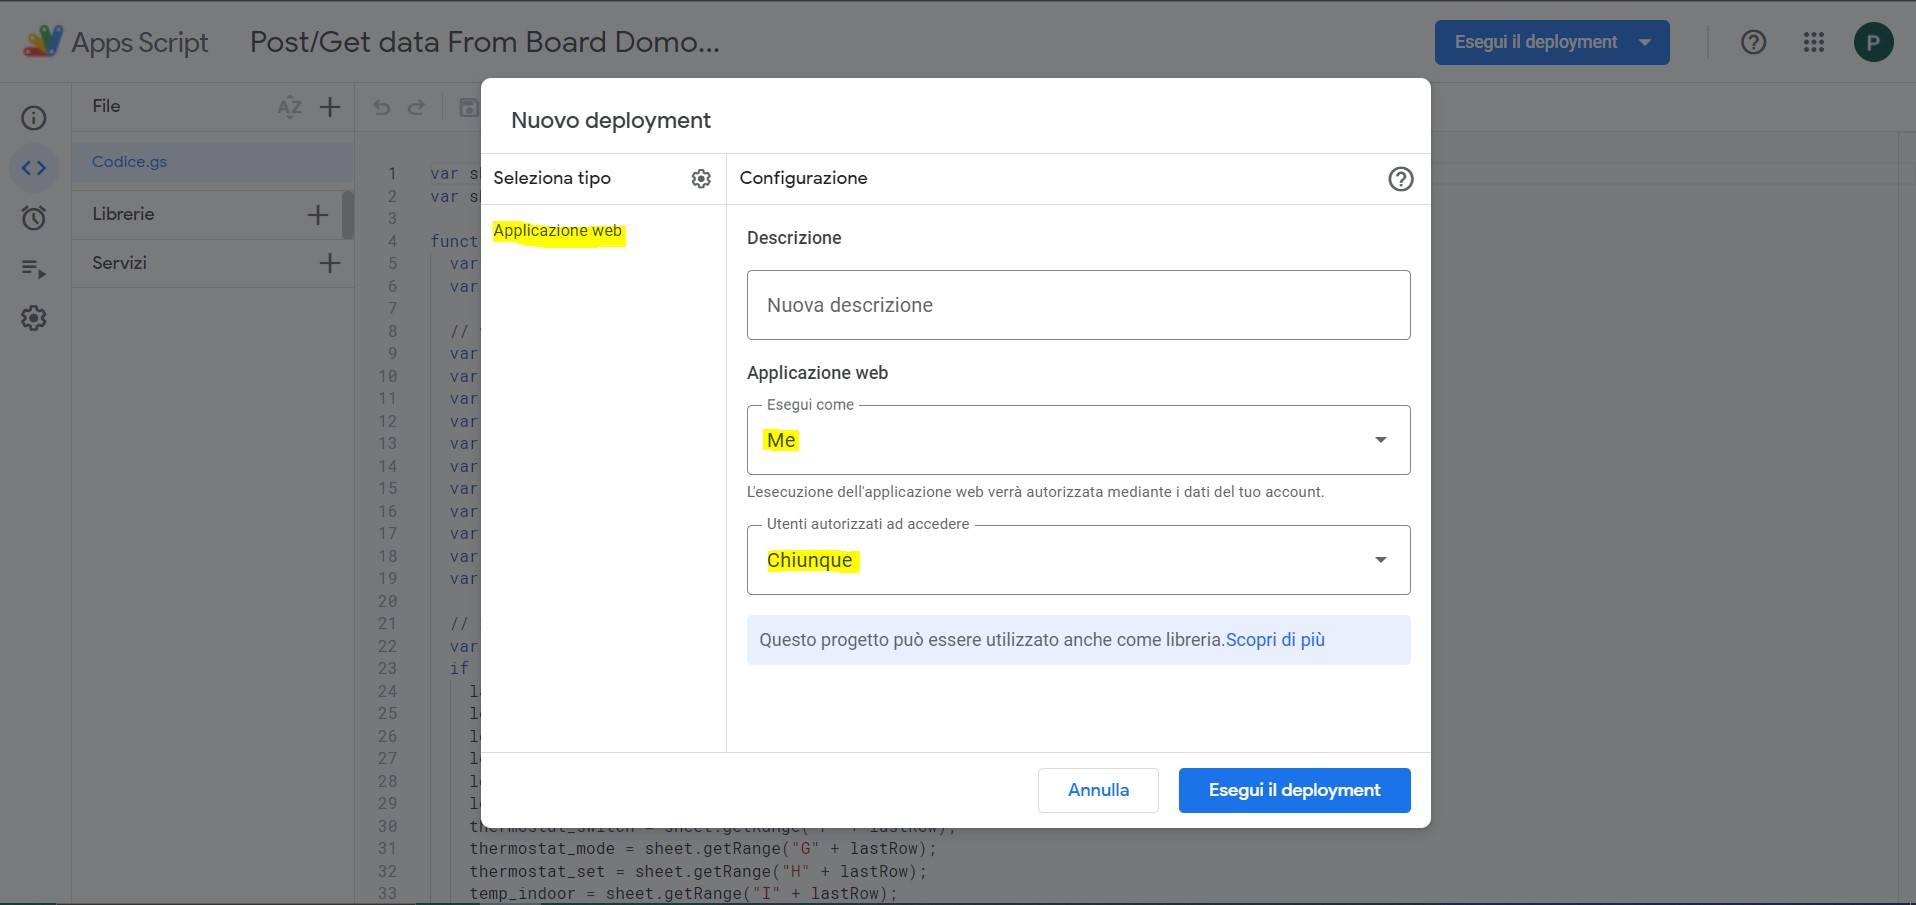 Apps Script
Post/Get data From Board Domo...
Esegui il deployment
P
File
AZ
Codice.gs
Librerie
Servizi
Nuovo deployment
Seleziona tipo
Configurazione
Applicazione web
Descrizione
Nuova descrizione
Applicazione web
Esegui come
Me
L'esecuzione dell'applicazione web verrà autorizzata mediante i dati del tuo account.
Utenti autorizzati ad accedere
Chiunque
Questo progetto può essere utilizzato anche come libreria.Scopri di più
Annulla
Esegui il deployment
1 var
2 var
3
4 funct
5 var
6 var
7
8 //
9 var
10 var
11 var
12 var
13 var
14 var
15 var
16 var
17 var
18 var
19 var
20
21 //
22 var
23 if
24
25
26
27
28
29
30 thermostat_switch = sheet.getRange( + lastRow);
31 thermostat_mode = sheet.getRange("G" + lastRow);
32 thermostat_set = sheet.getRange("H" + lastRow);
33 temp_indoor = sheet.getRange("I" + lastRow);